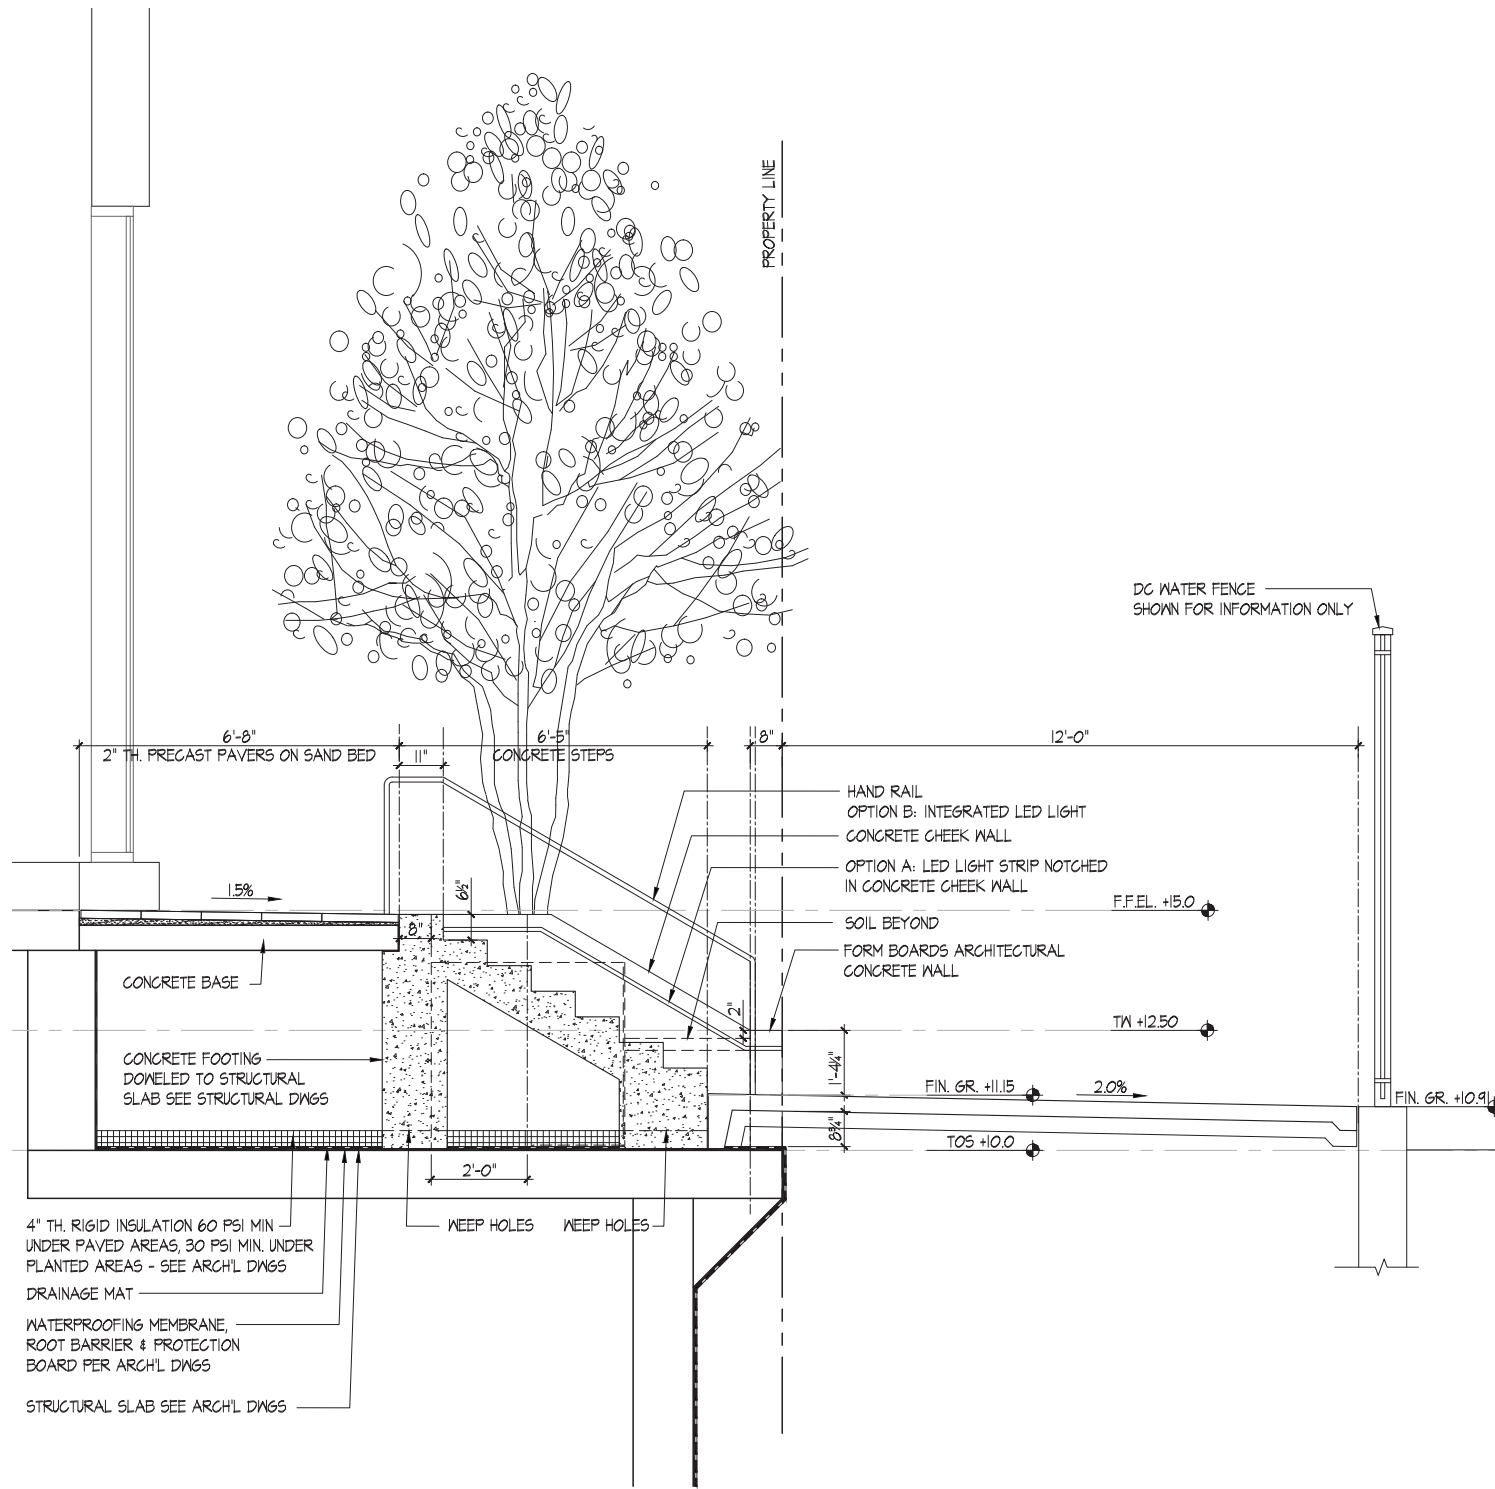 PROPERTY LINE
DC WATER FENCE
SHOWN FOR INFORMATION ONLY
6'-8"
2" TH. PRECAST PAVERS ON SAND BED
11"
6'-5"
CONCRETE STEPS
8"
12'-0"
HAND RAIL
OPTION B: INTEGRATED LED LIGHT
CONCRETE CHEEK WALL
OPTION A: LED LIGHT STRIP NOTCHED
IN CONCRETE CHEEK WALL
SOIL BEYOND
FORM BOARDS ARCHITECTURAL
CONCRETE WALL
1.5%
6½"
8"
F.F.EL. +15.0
CONCRETE BASE
2"
TW +12.50
CONCRETE FOOTING
DOWELED TO STRUCTURAL
SLAB SEE STRUCTURAL DWGS
1'-4¼"
FIN. GR. +11.15
2.0%
FIN. GR. +10.91
8¾"
TOS +10.0
2'-0"
WEEP HOLES
WEEP HOLES
4" TH. RIGID INSULATION 60 PSI MIN
UNDER PAVED AREAS, 30 PSI MIN. UNDER
PLANTED AREAS - SEE ARCH'L DWGS
DRAINAGE MAT
WATERPROOFING MEMBRANE,
ROOT BARRIER & PROTECTION
BOARD PER ARCH'L DWGS
STRUCTURAL SLAB SEE ARCH'L DWGS